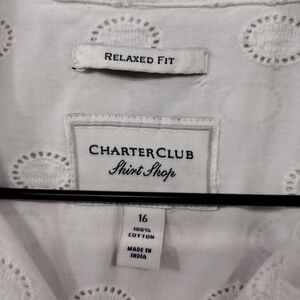 RELAXED FIT
CHARTER CLUB
Shirt Shop
16
100%
COTTON
MADE IN
INDIA